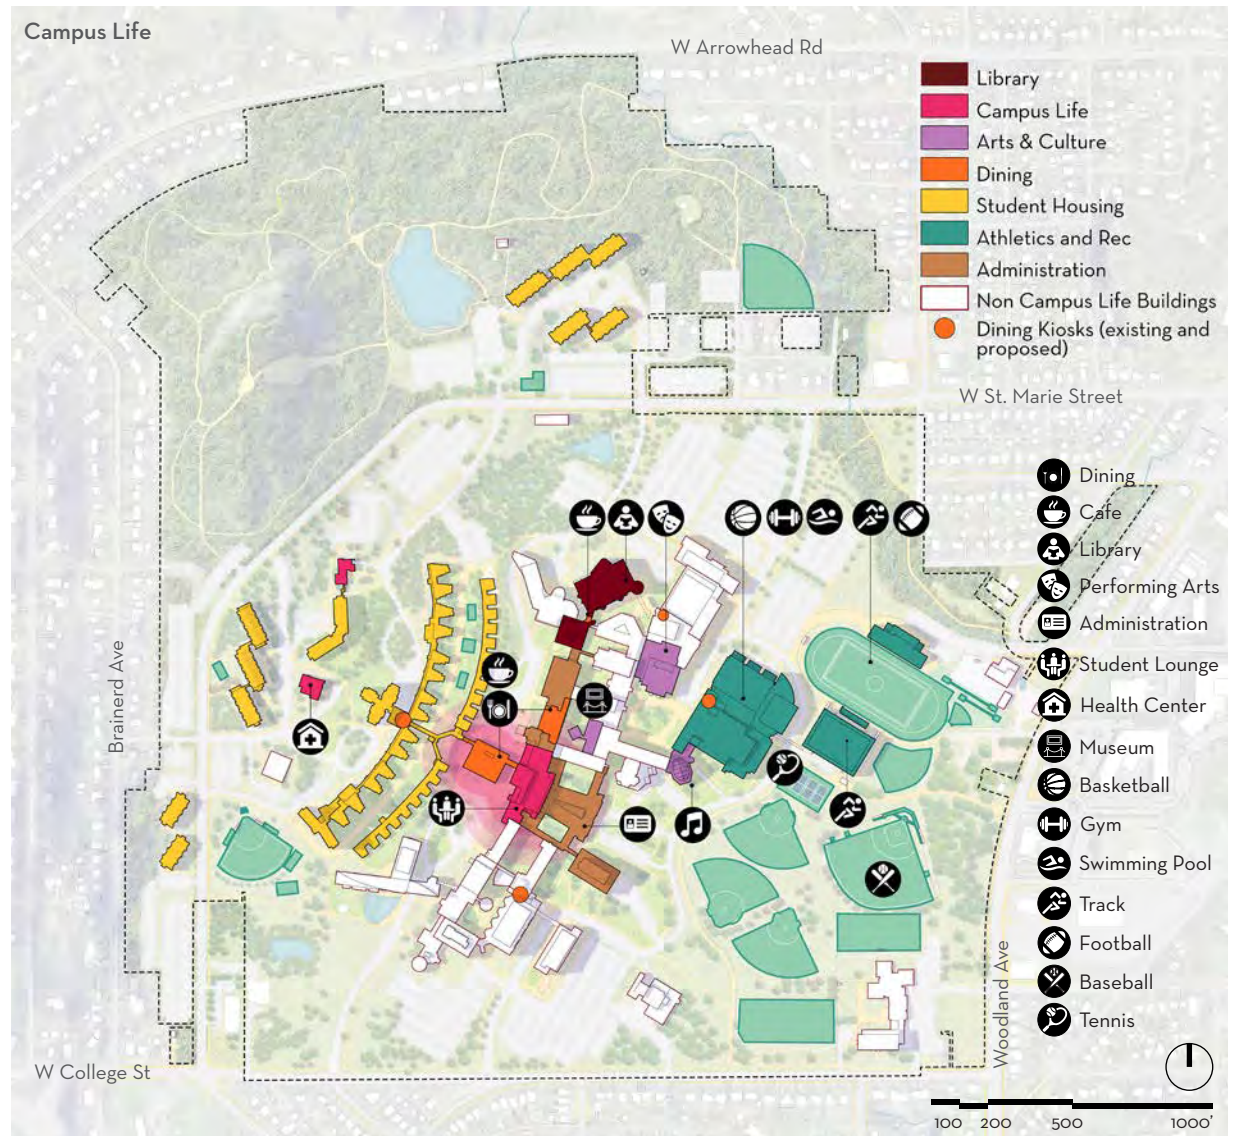 Campus Life
W Arrowhead Rd
Library
Campus Life
Arts & Culture
Dining
Student Housing
Athletics and Rec
Administration
Non Campus Life Buildings
Dining Kiosks (existing and
proposed)
W St. Marie Street
Dining
Cafe
Library
Performing Arts
Administration
Student Lounge
Health Center
Museum
Basketball
Gym
Swimming Pool
Track
Football
Baseball
Tennis
Brainerd Ave
Woodland Ave
W College St
100 200 500 1000'